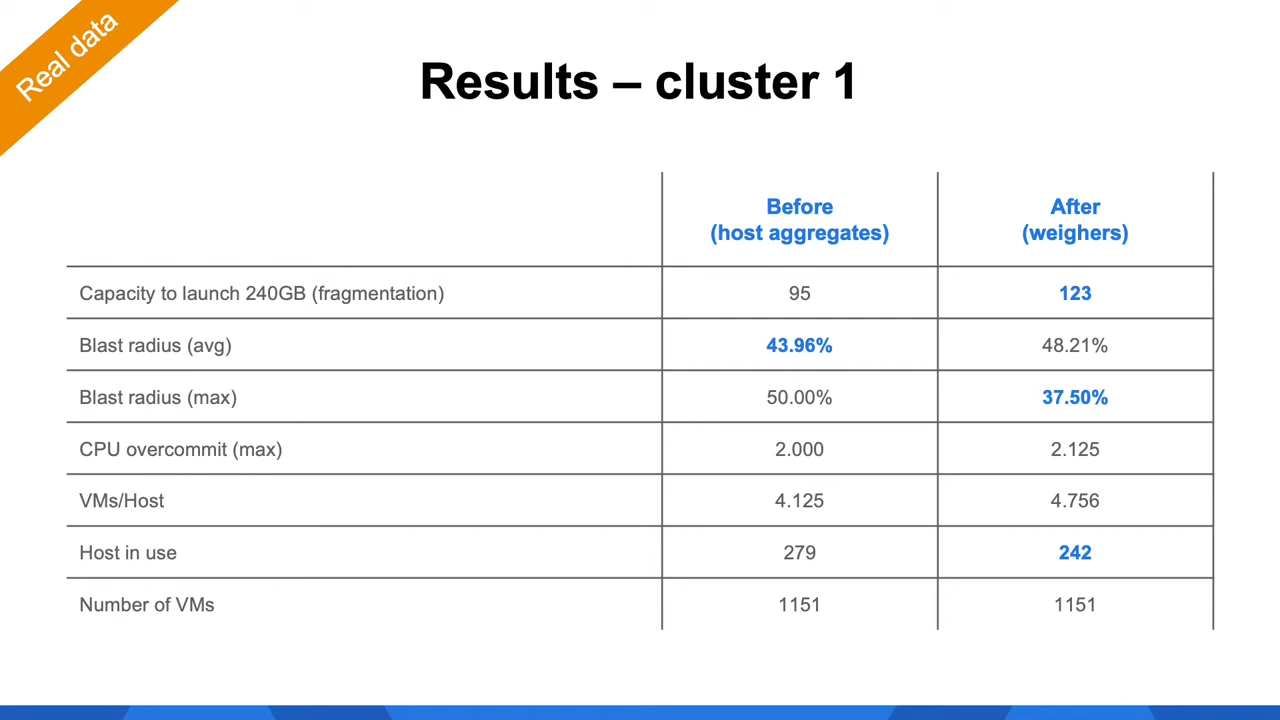 Real data
Results – cluster 1
Before
(host aggregates)
After
(weighers)
Capacity to launch 240GB (fragmentation) 95 123
Blast radius (avg) 43.96% 48.21%
Blast radius (max) 50.00% 37.50%
CPU overcommit (max) 2.000 2.125
VMs/Host 4.125 4.756
Host in use 279 242
Number of VMs 1151 1151